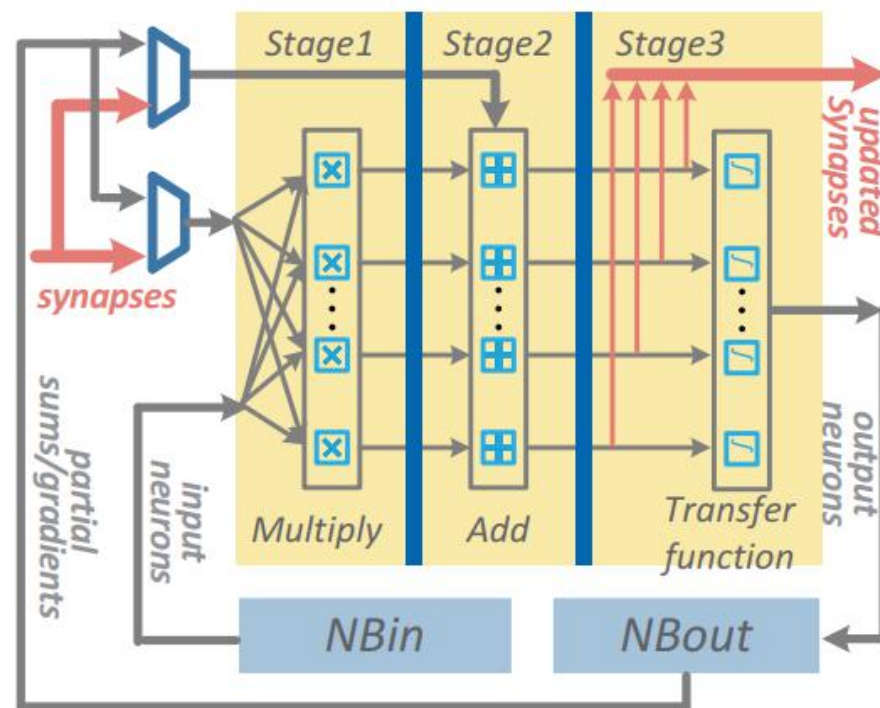 Stage1
Stage2
Stage3
updated
Synapses
synapses
partial
sums/gradients
input
neurons
Multiply
Add
Transfer
function
output
neurons
NBin
NBout